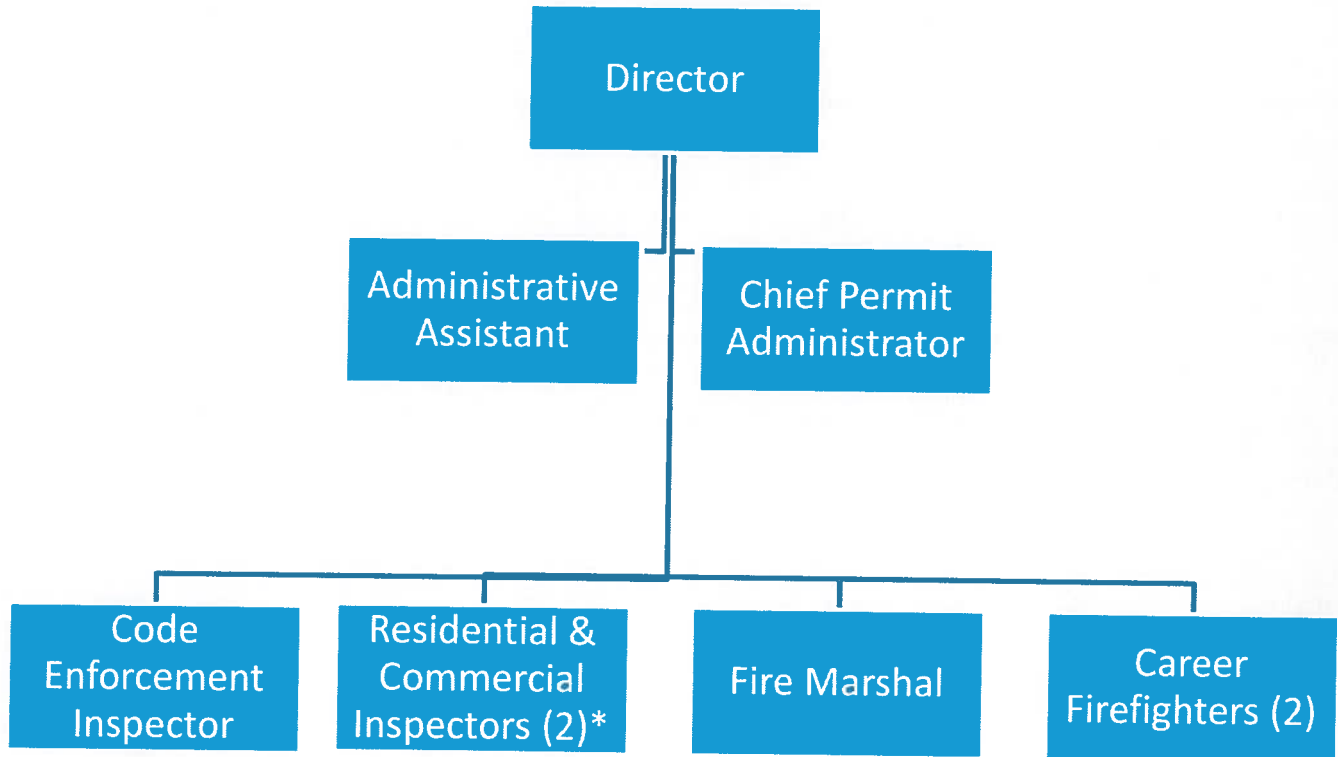 Director
Administrative
Assistant
Chief Permit
Administrator
Code
Enforcement
Inspector
Residential &
Commercial
Inspectors (2)*
Fire Marshal
Career
Firefighters (2)